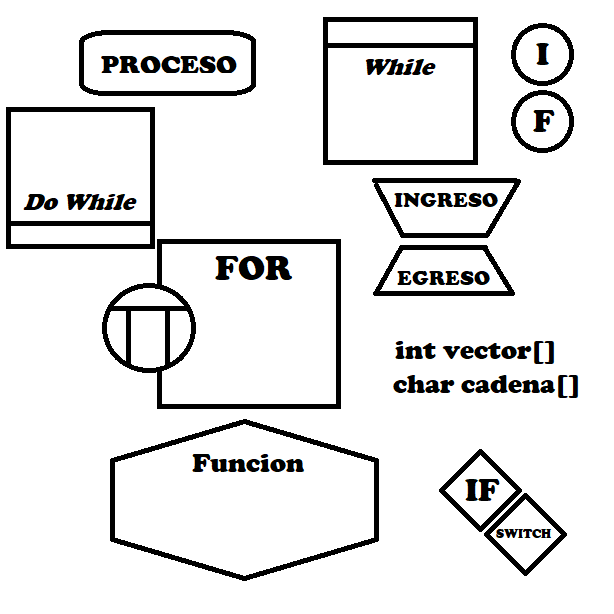 PROCESO
While
I
F
Do While
INGRESO
EGRESO
FOR
int vector[]
char cadena[]
Funcion
IF
SWITCH